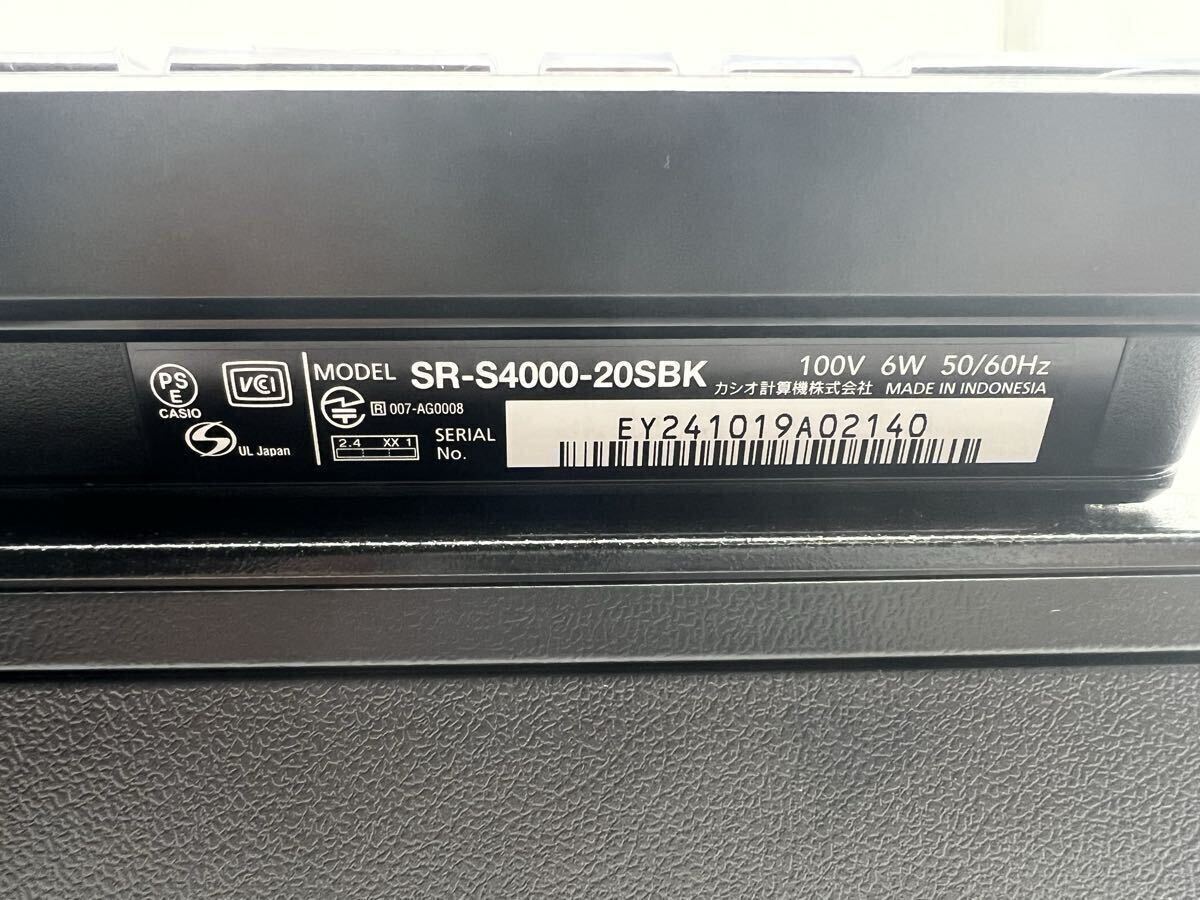 PS
E
CASIO
VCI
UL Japan
MODEL SR-S4000-20SBK
100V 6W 50/60Hz
カシオ計算機株式会社 MADE IN INDONESIA
R 007-AG0008
2.4 XX 1
SERIAL
No.
EY241019A02140